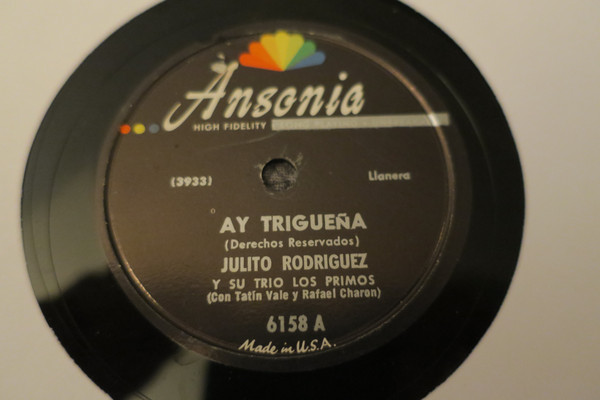 Ansonia
HIGH FIDELITY
(3933) Llanera
AY TRIGUEÑA
(Derechos Reservados)
JULITO RODRIGUEZ
Y SU TRIO LOS PRIMOS
(Con Tatin Vale y Rafael Charon)
6158 A
Made in U.S.A.